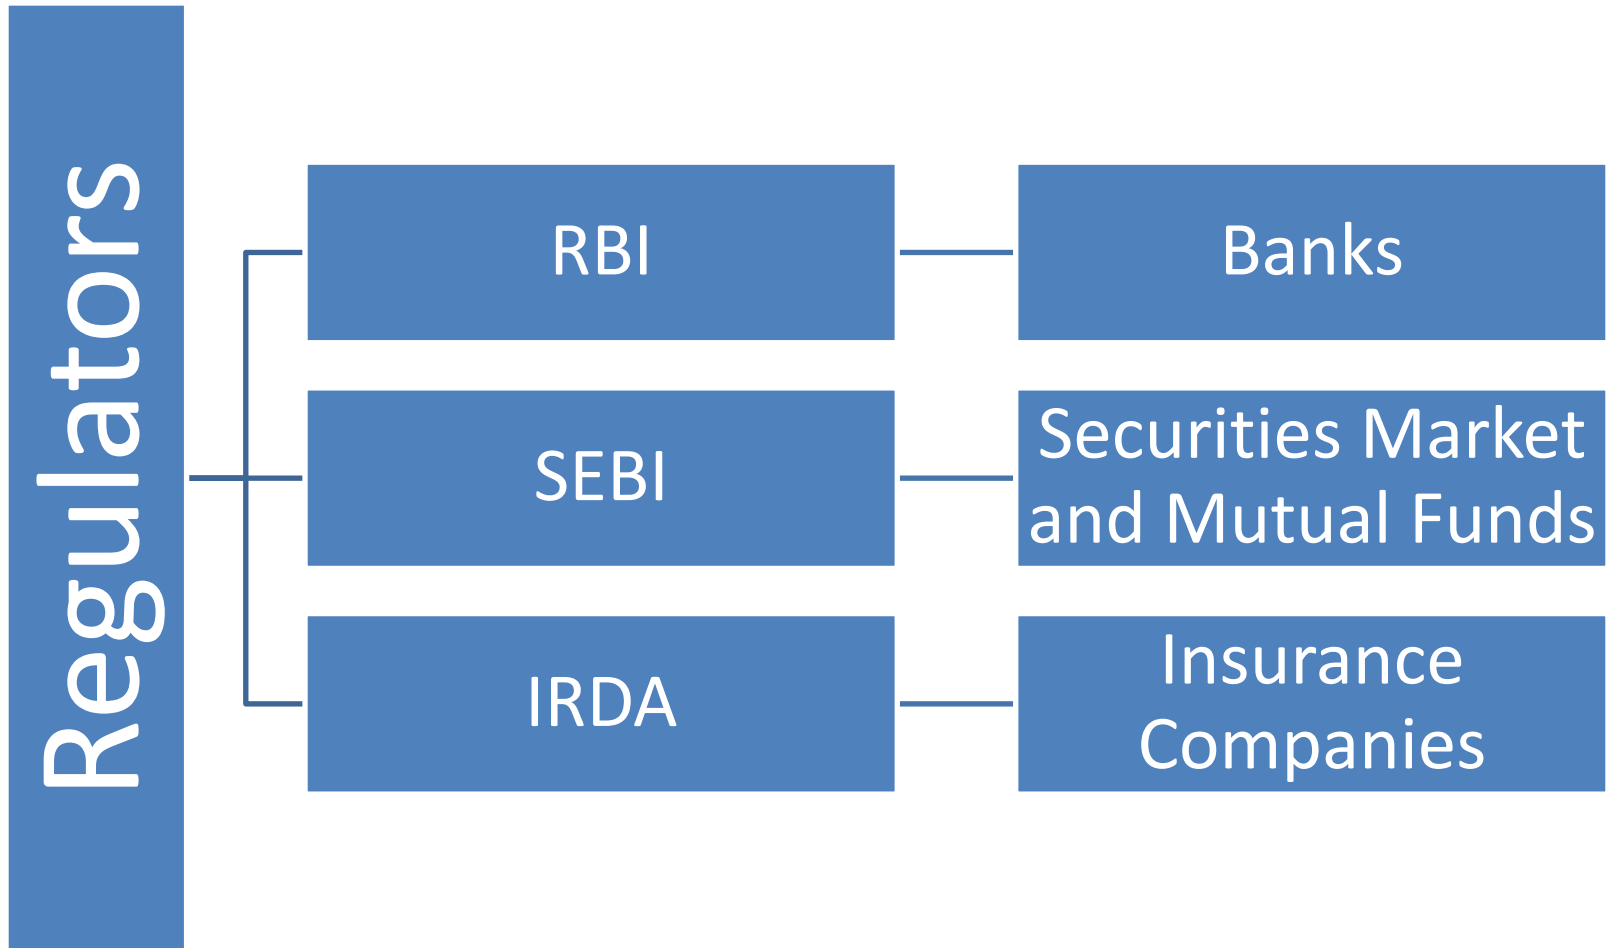 Regulators
RBI
Banks
SEBI
Securities Market
and Mutual Funds
IRDA
Insurance
Companies